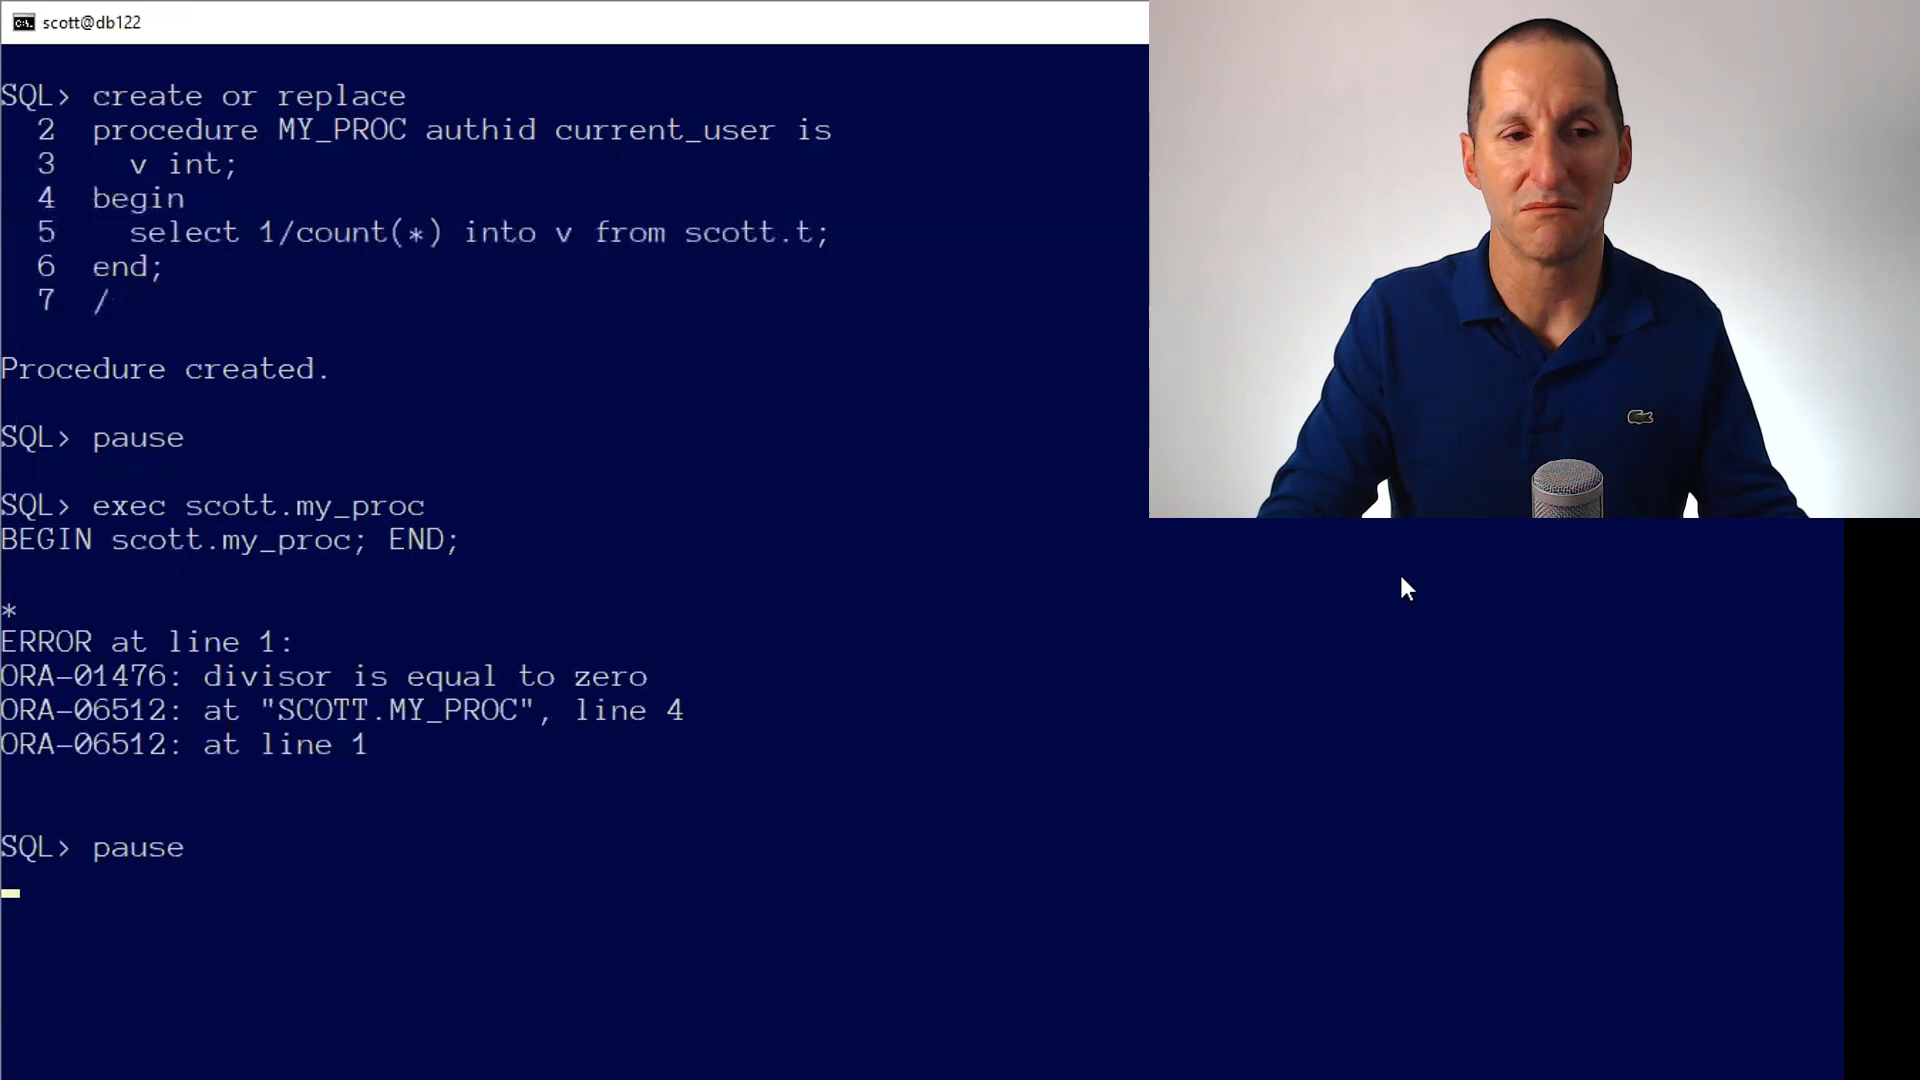 scott@db122
SQL> create or replace
2 procedure MY_PROC authid current_user is
3 v int;
4 begin
5 select 1/count(*) into v from scott.t;
6 end;
7 /
Procedure created.
SQL> pause
SQL> exec scott.my_proc
BEGIN scott.my_proc; END;
*
ERROR at line 1:
ORA-01476: divisor is equal to zero
ORA-06512: at "SCOTT.MY_PROC", line 4
ORA-06512: at line 1
SQL> pause